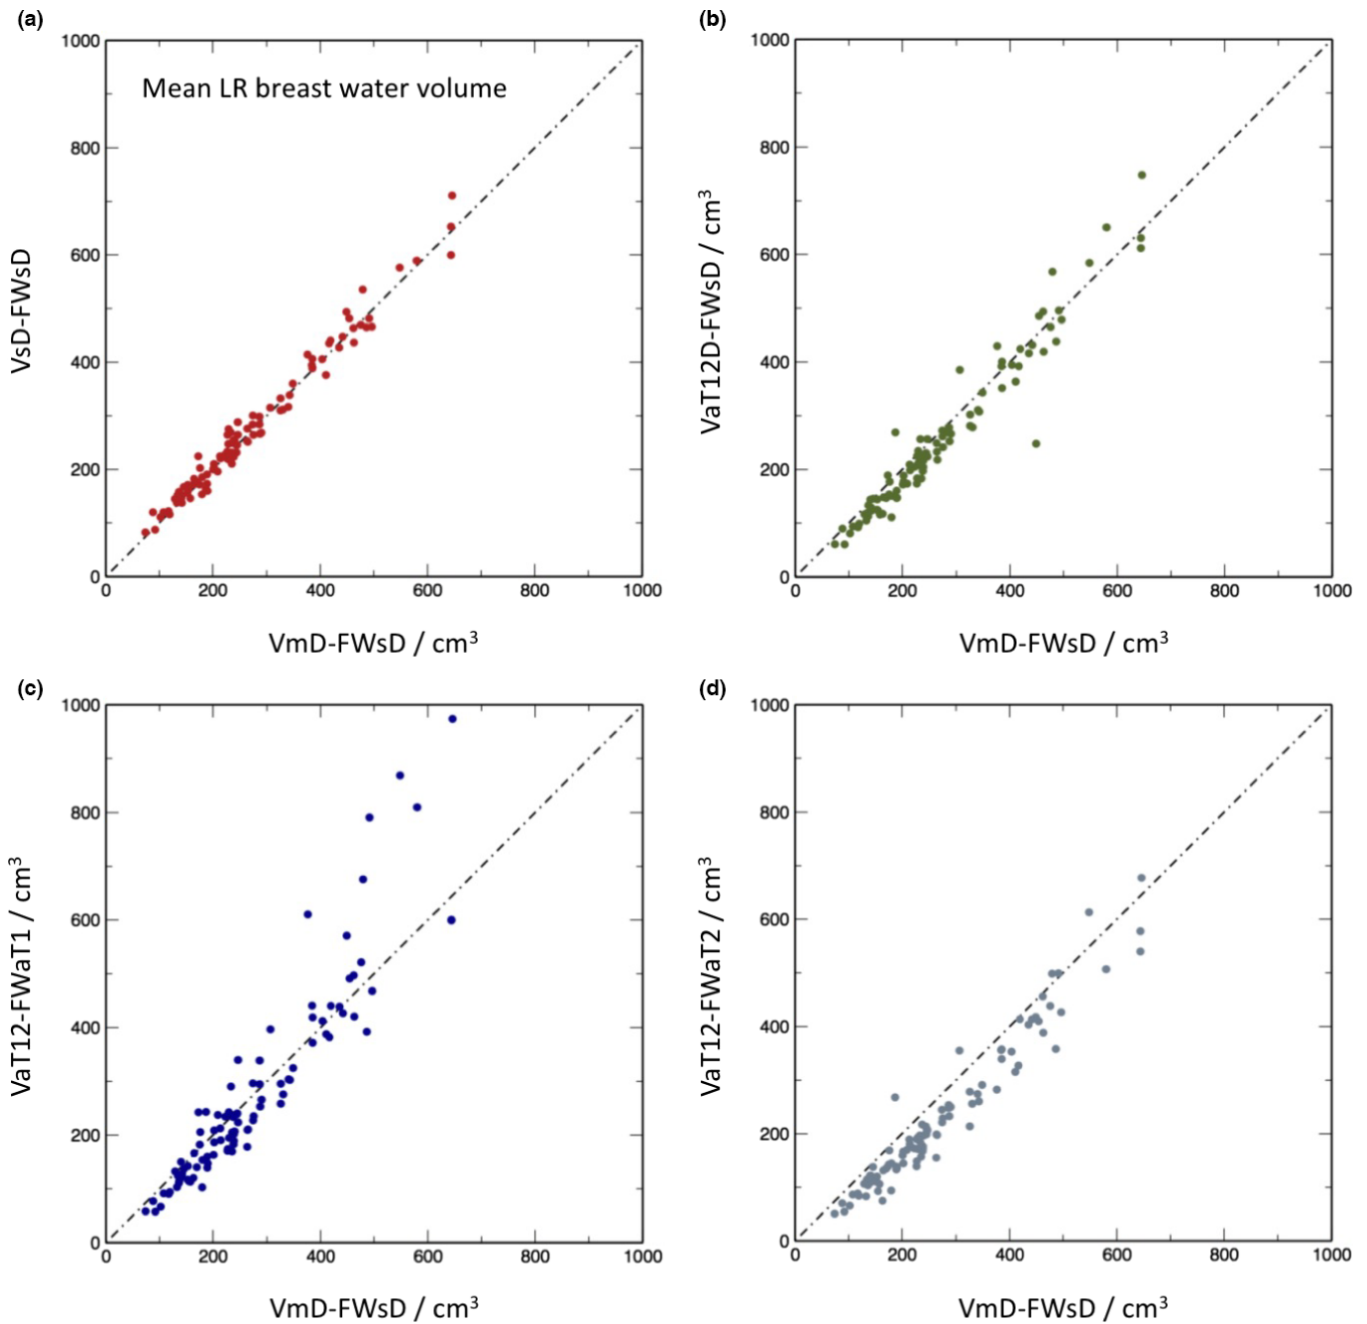 (a)
1000
800
600
400
200
0
0 200 400 600 800 1000
Mean LR breast water volume
VsD-FWsD
VmD-FWsD / cm³
(b)
1000
800
600
400
200
0
0 200 400 600 800 1000
VaT12D-FWsD / cm³
VmD-FWsD / cm³
(c)
1000
800
600
400
200
0
0 200 400 600 800 1000
VaT12-FWaT1 / cm³
VmD-FWsD / cm³
(d)
1000
800
600
400
200
0
0 200 400 600 800 1000
VaT12-FWaT2 / cm³
VmD-FWsD / cm³